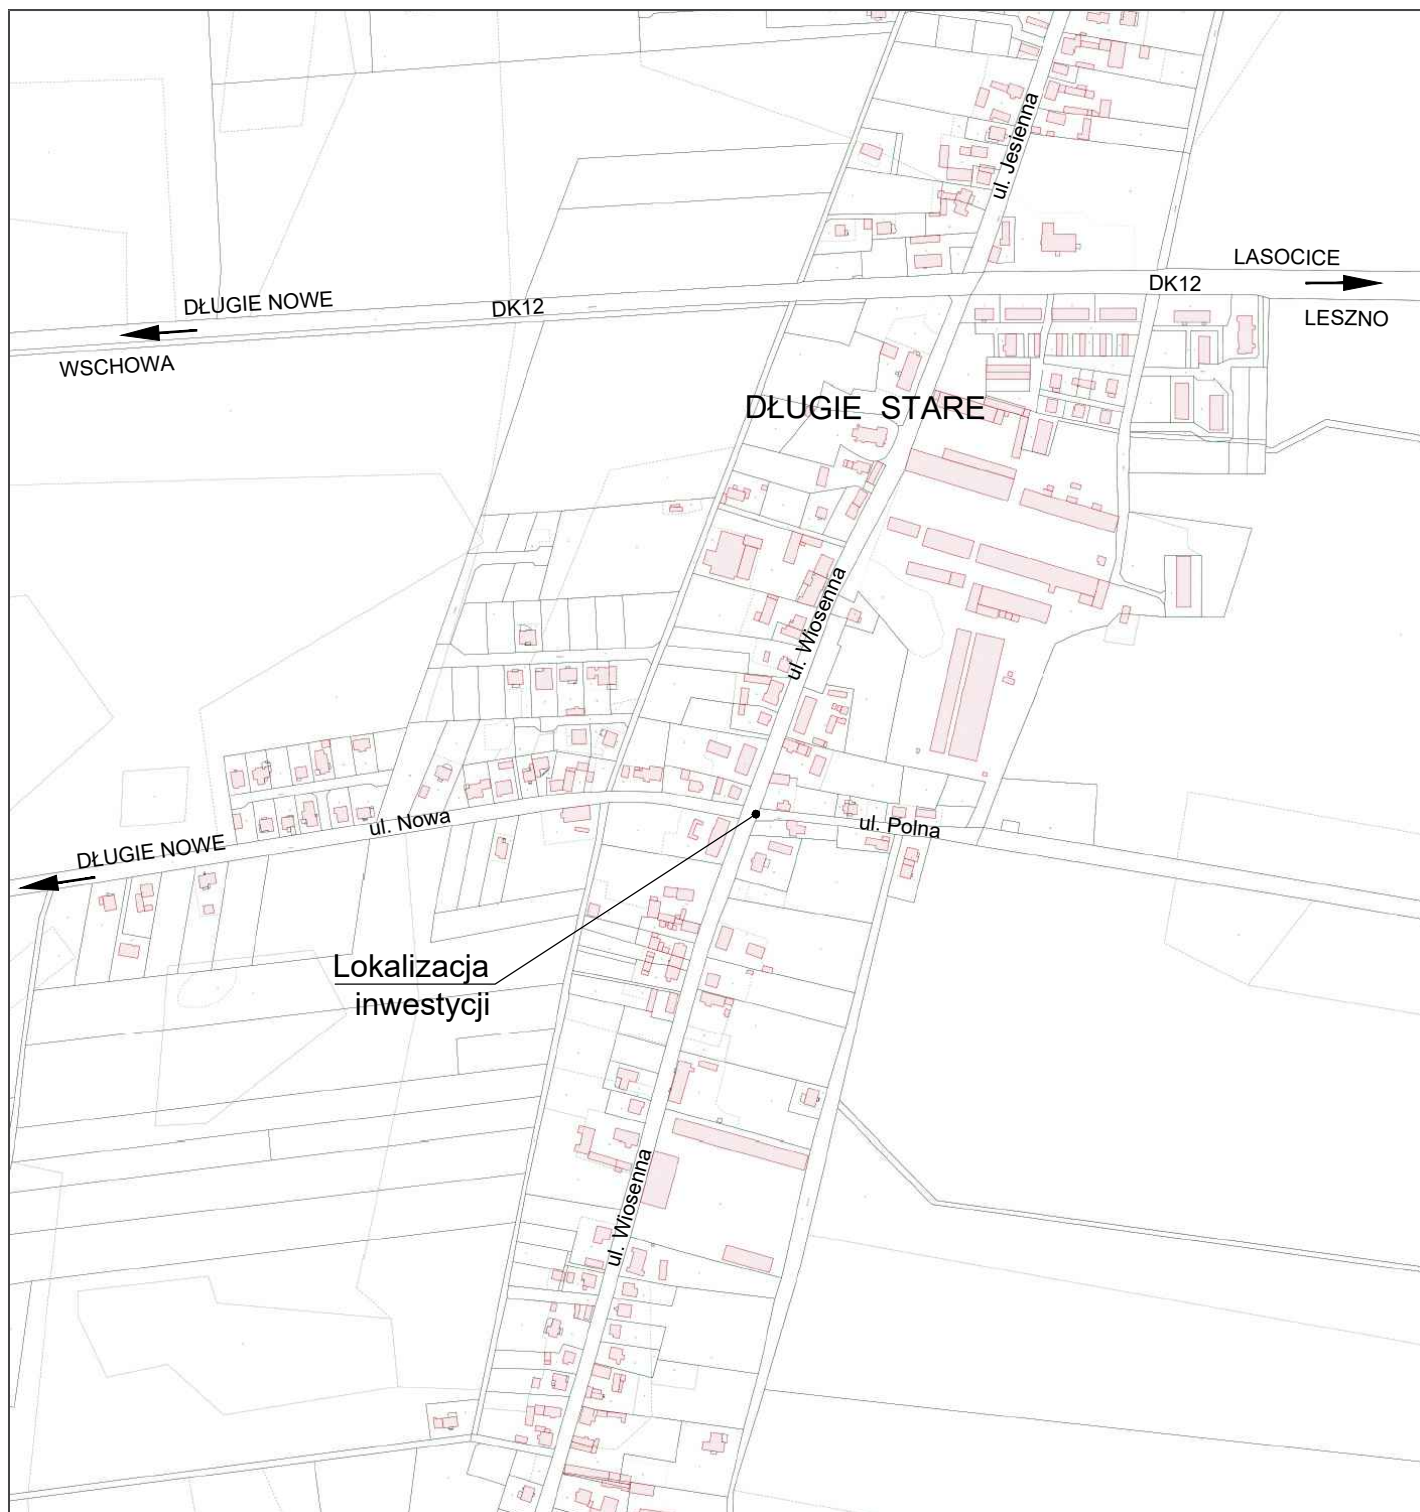 ul. Jesienna
LASOCICE
DK12
LESZNO
DŁUGIE NOWE
DK12
WSCHOWA
DŁUGIE STARE
ul. Wiosenna
ul. Nowa
ul. Polna
DŁUGIE NOWE
Lokalizacja
inwestycji
ul. Wiosenna